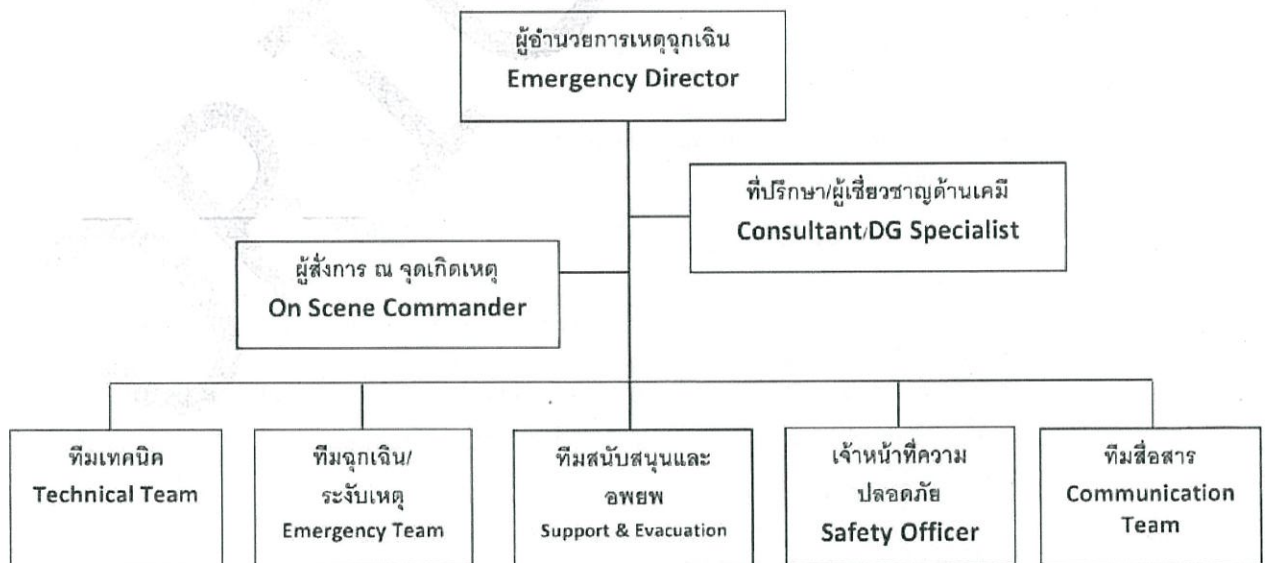 ผู้อำนวยการเหตุฉุกเฉิน
Emergency Director
ที่ปรึกษา/ผู้เชี่ยวชาญด้านเคมี
Consultant/DG Specialist
ผู้สั่งการ ณ จุดเกิดเหตุ
On Scene Commander
ทีมเทคนิค
Technical Team
ทีมฉุกเฉิน/
ระงับเหตุ
Emergency Team
ทีมสนับสนุนและ
อพยพ
Support & Evacuation
เจ้าหน้าที่ความ
ปลอดภัย
Safety Officer
ทีมสื่อสาร
Communication
Team